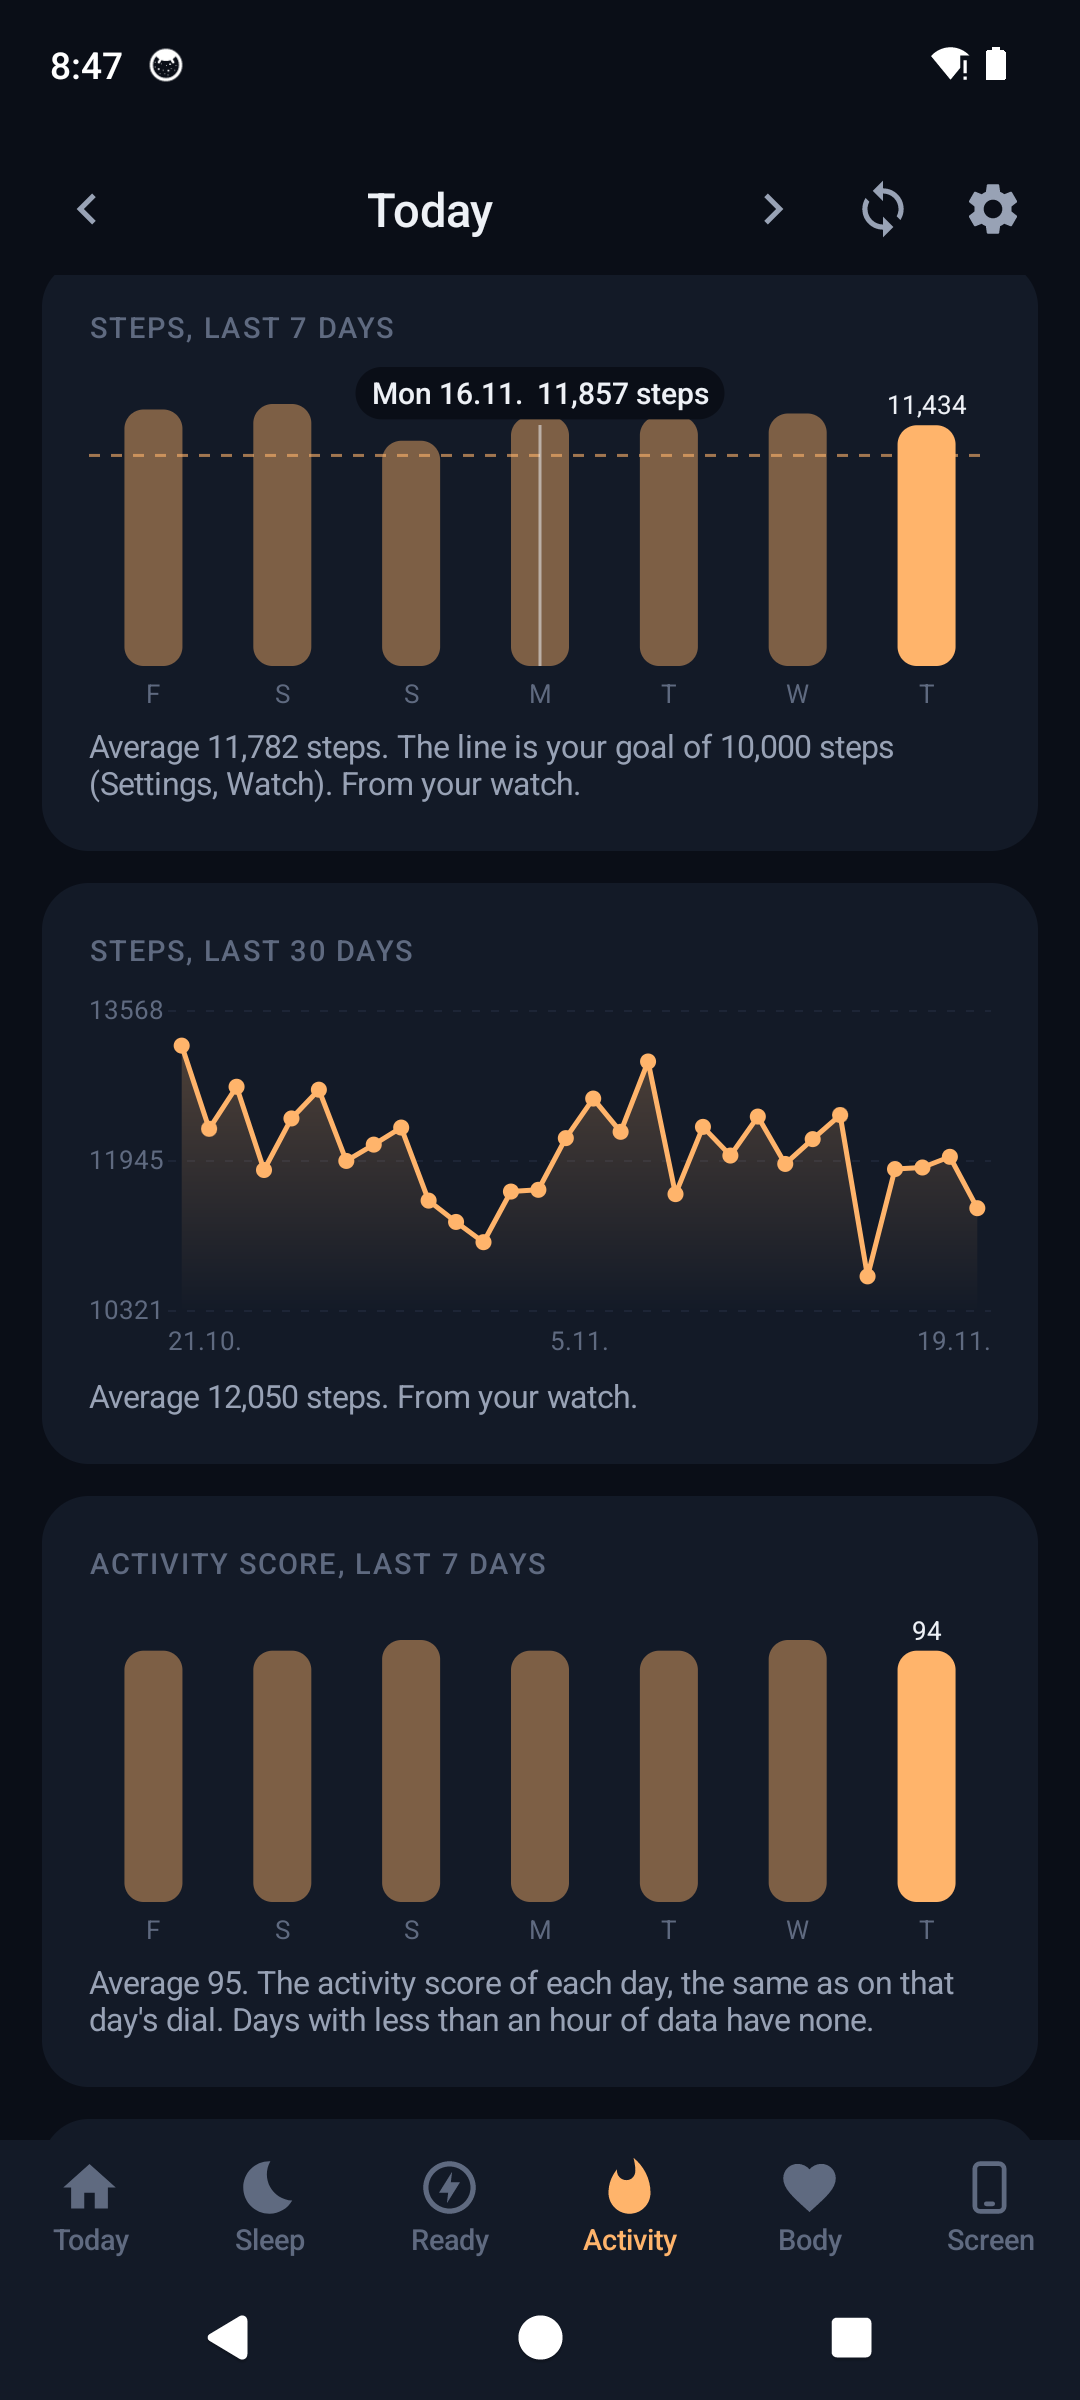 8:47
Today
STEPS, LAST 7 DAYS
Mon 16.11. 11,857 steps
11,434
F S S M T W T
Average 11,782 steps. The line is your goal of 10,000 steps
(Settings, Watch). From your watch.
STEPS, LAST 30 DAYS
13568
11945
10321
21.10. 5.11. 19.11.
Average 12,050 steps. From your watch.
ACTIVITY SCORE, LAST 7 DAYS
94
F S S M T W T
Average 95. The activity score of each day, the same as on that
day's dial. Days with less than an hour of data have none.
Today Sleep Ready Activity Body Screen